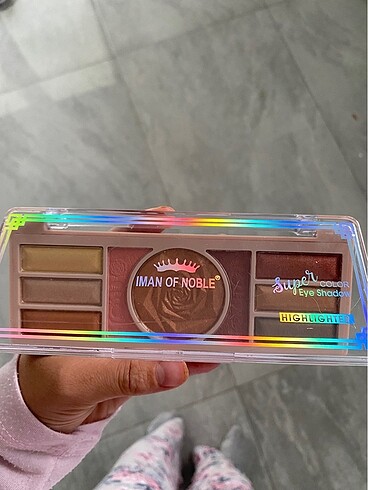 IMAN OF NOBLE®
Super COLOR
Eye Shadow
HIGHLIGHTER